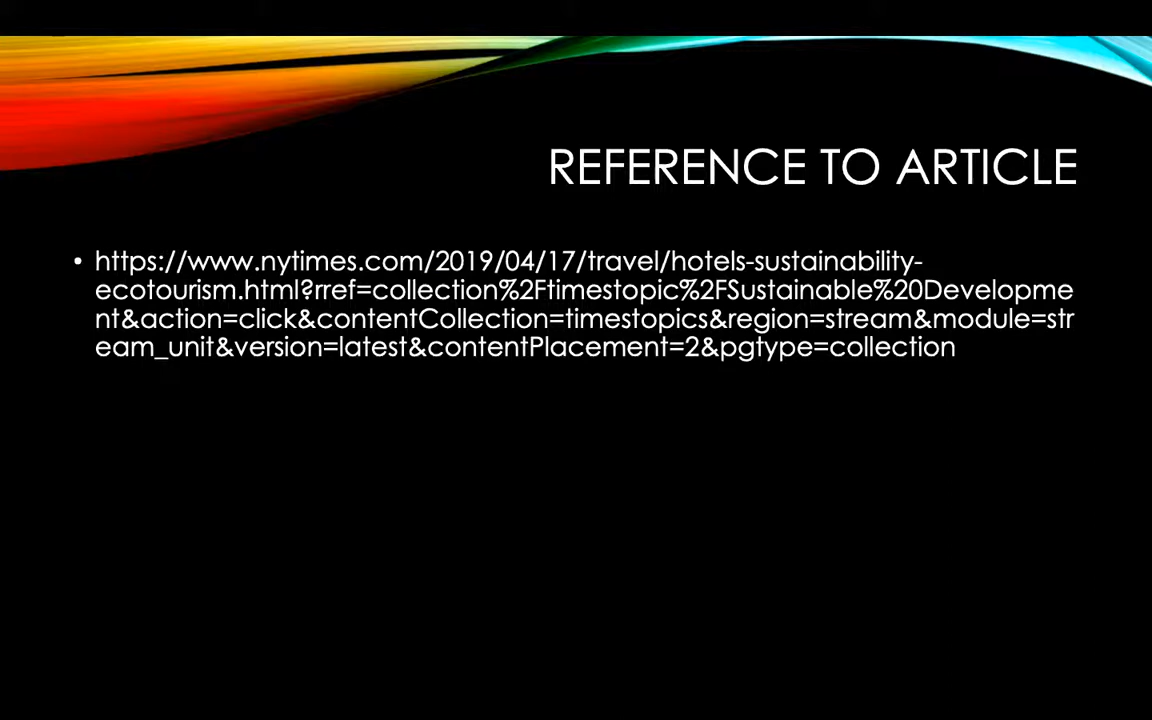 REFERENCE TO ARTICLE
• https://www.nytimes.com/2019/04/17/travel/hotels-sustainability-
ecotourism.html?rref=collection%2Ftimestopic%2FSustainable%20Developme
nt&action=click&contentCollection=timestopics&region=stream&module=str
eam_unit&version=latest&contentPlacement=2&pgtype=collection